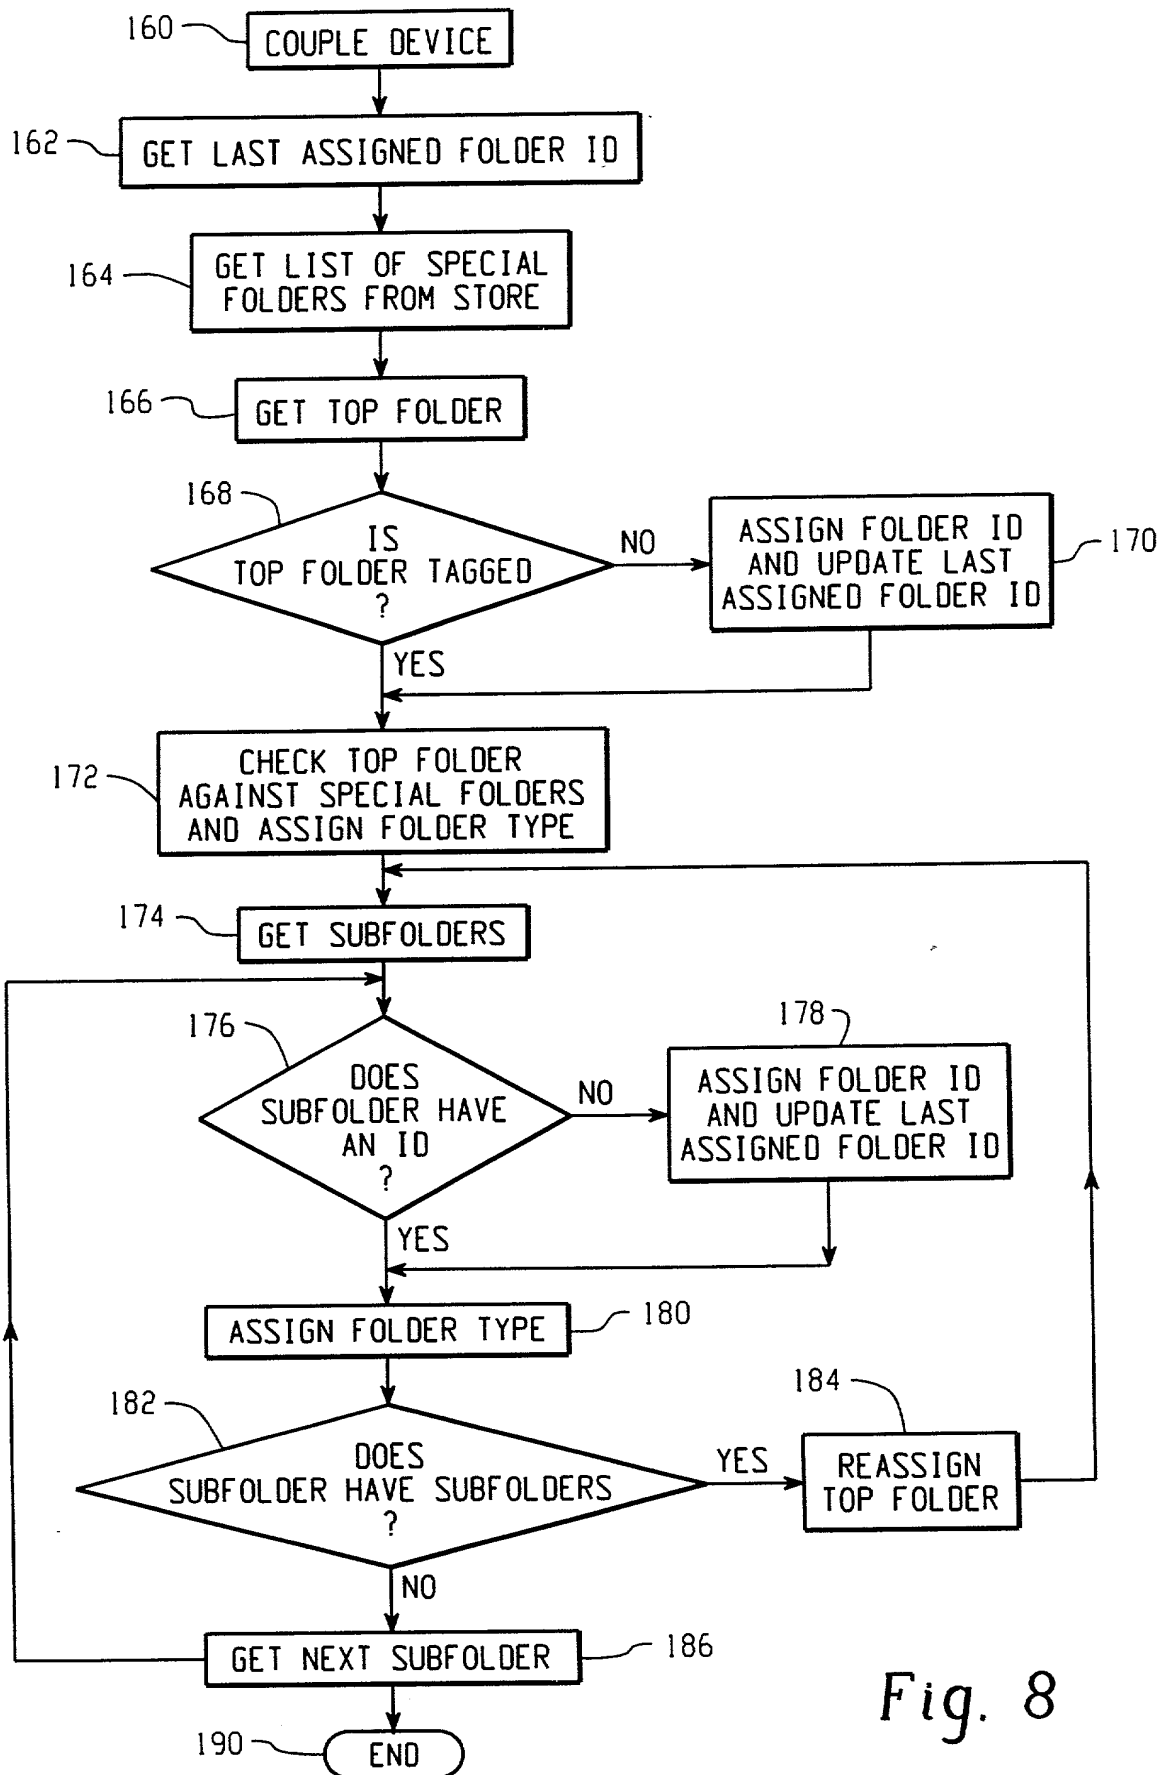 160
COUPLE DEVICE
162
GET LAST ASSIGNED FOLDER ID
164
GET LIST OF SPECIAL
FOLDERS FROM STORE
166
GET TOP FOLDER
168
IS
TOP FOLDER TAGGED
?
NO
ASSIGN FOLDER ID
AND UPDATE LAST
ASSIGNED FOLDER ID
170
YES
172
CHECK TOP FOLDER
AGAINST SPECIAL FOLDERS
AND ASSIGN FOLDER TYPE
174
GET SUBFOLDERS
176
DOES
SUBFOLDER HAVE
AN ID
?
NO
178
ASSIGN FOLDER ID
AND UPDATE LAST
ASSIGNED FOLDER ID
YES
ASSIGN FOLDER TYPE
180
182
DOES
SUBFOLDER HAVE SUBFOLDERS
?
YES
184
REASSIGN
TOP FOLDER
NO
GET NEXT SUBFOLDER
186
190
END
Fig. 8